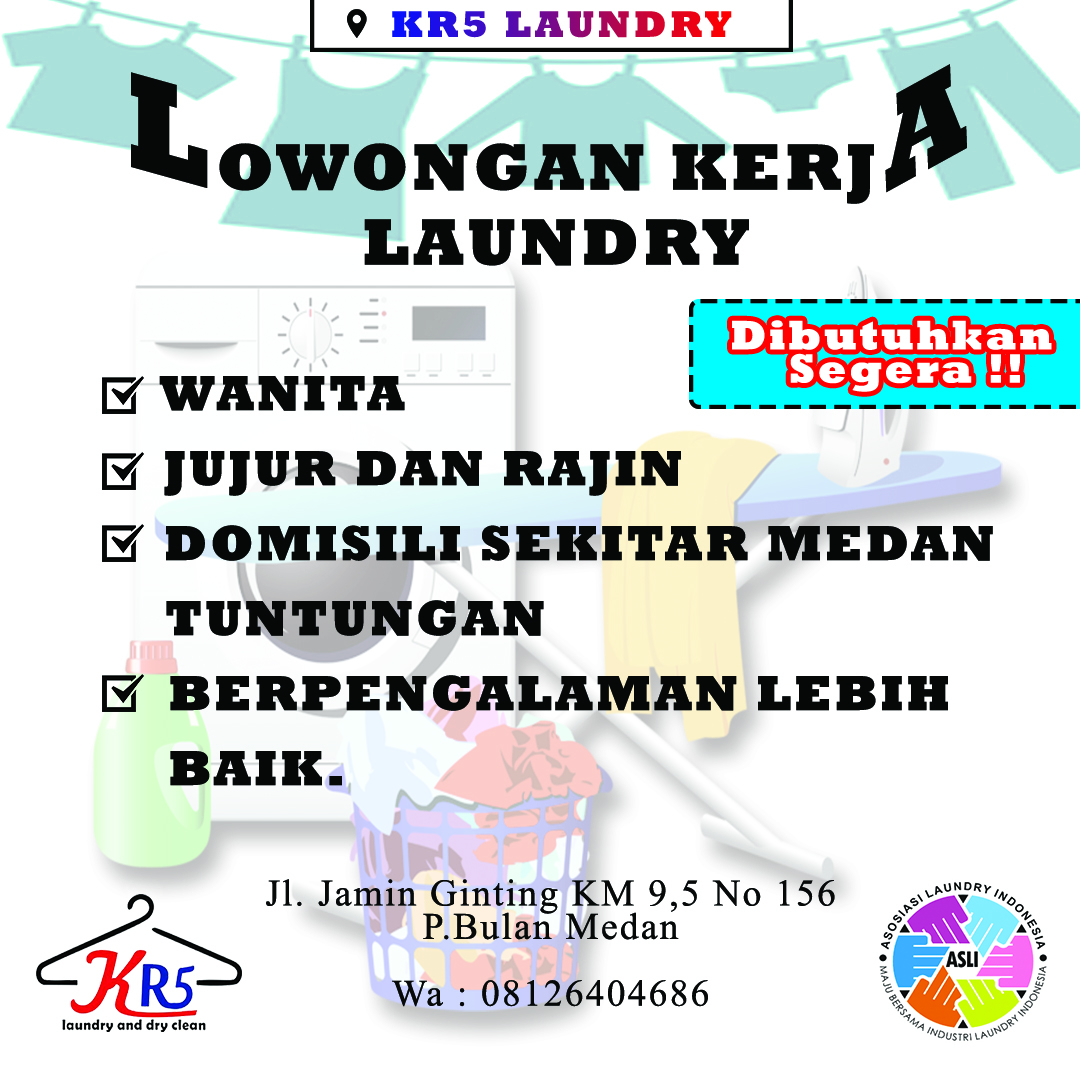 KR5 LAUNDRY
LOWONGAN KERJA
LAUNDRY
Dibutuhkan
Segera !!
WANITA
JUJUR DAN RAJIN
DOMISILI SEKITAR MEDAN
TUNTUNGAN
BERPENGALAMAN LEBIH
BAIK.
Jl. Jamin Ginting KM 9,5 No 156
P.Bulan Medan
Wa : 08126404686
KR5
laundry and dry clean
ASOSIASI LAUNDRY INDONESIA
ASLI
MAJU BERSAMA INDUSTRI LAUNDRY INDONESIA